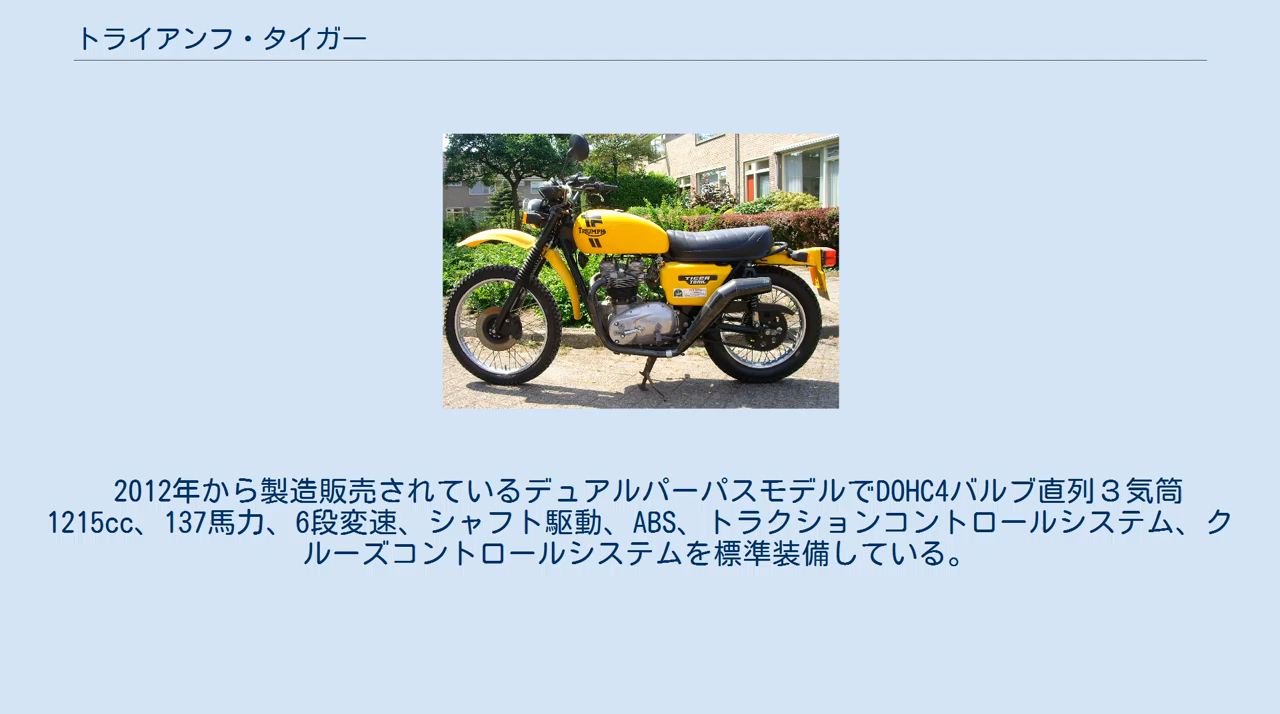 トライアンフ・タイガー
TRIUMPH
TIGER
TRAIL
2012年から製造販売されているデュアルパーパスモデルでDOHC4バルブ直列３気筒
1215cc、137馬力、6段変速、シャフト駆動、ABS、トラクションコントロールシステム、ク
ルーズコントロールシステムを標準装備している。